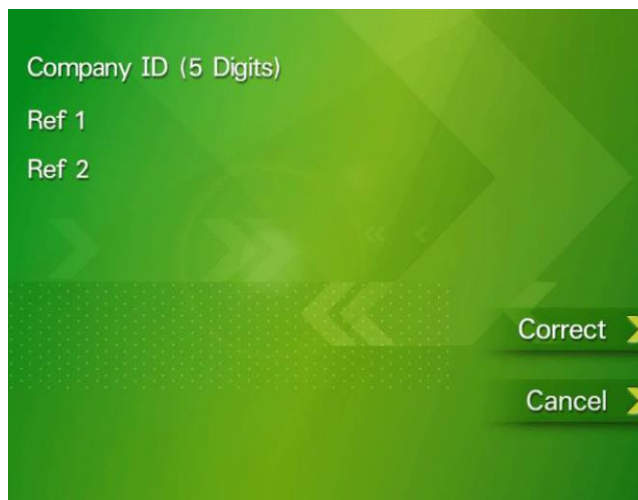 Company ID (5 Digits)
Ref 1
Ref 2
Correct
Cancel